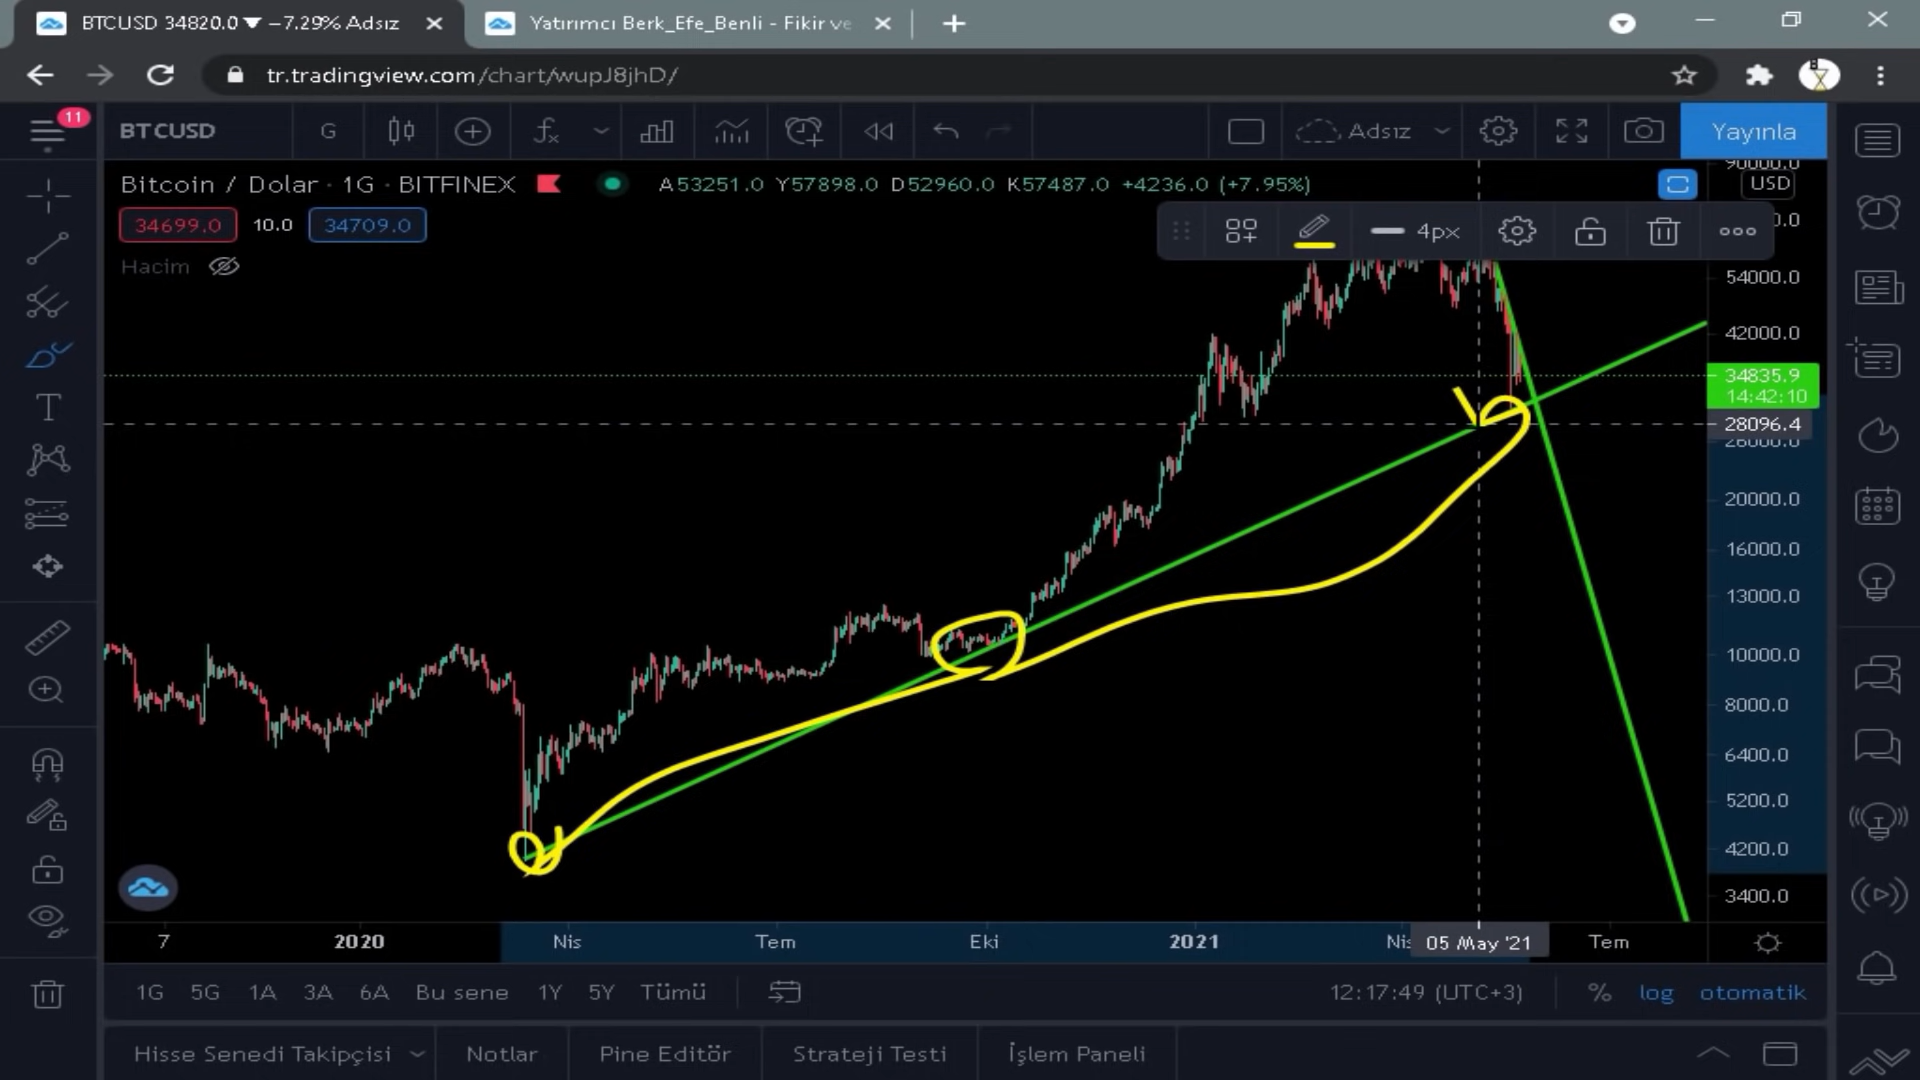 BTCUSD 34820.0 ▼ −7.29% Adsız
Yatırımcı Berk_Efe_Benli - Fikir ve
tr.tradingview.com/chart/wupJ8jhD/
11
BTCUSD
G
Adsız
Yayınla
Bitcoin / Dolar · 1G · BITFINEX
A53251.0 Y57898.0 D52960.0 K57487.0 +4236.0 (+7.95%)
USD
34699.0
10.0
34709.0
4px
Hacim
90000.0
54000.0
42000.0
34835.9
14:42:10
28096.4
26000.0
20000.0
16000.0
13000.0
10000.0
8000.0
6400.0
5200.0
4200.0
3400.0
7
2020
Nis
Tem
Eki
2021
Nis
05 May '21
Tem
1G
5G
1A
3A
6A
Bu sene
1Y
5Y
Tümü
12:17:49 (UTC+3)
%
log
otomatik
Hisse Senedi Takipçisi
Notlar
Pine Editör
Strateji Testi
İşlem Paneli